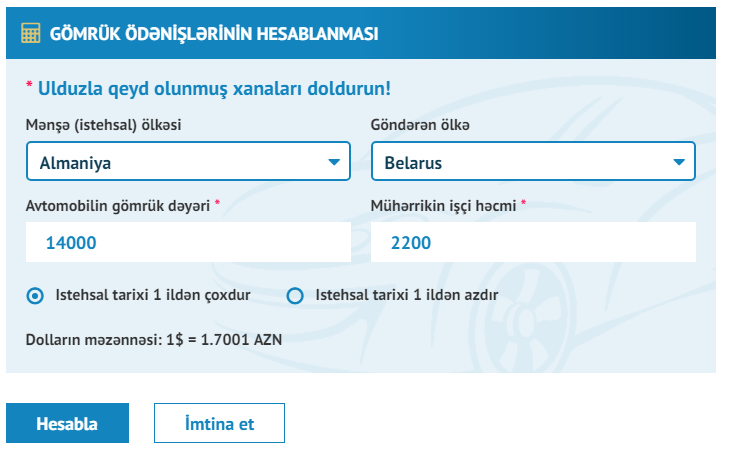 GÖMRÜK ÖDƏNİŞLƏRİNİN HESABLANMASI
* Ulduzla qeyd olunmuş xanaları doldurun!
Mənşə (istehsal) ölkəsi
Göndərən ölkə
Almaniya
Belarus
Avtomobilin gömrük dəyəri *
Mühərrikin işçi həcmi *
14000
2200
Istehsal tarixi 1 ildən çoxdur
Istehsal tarixi 1 ildən azdır
Dolların məzənnəsi: 1$ = 1.7001 AZN
Hesabla
İmtina et